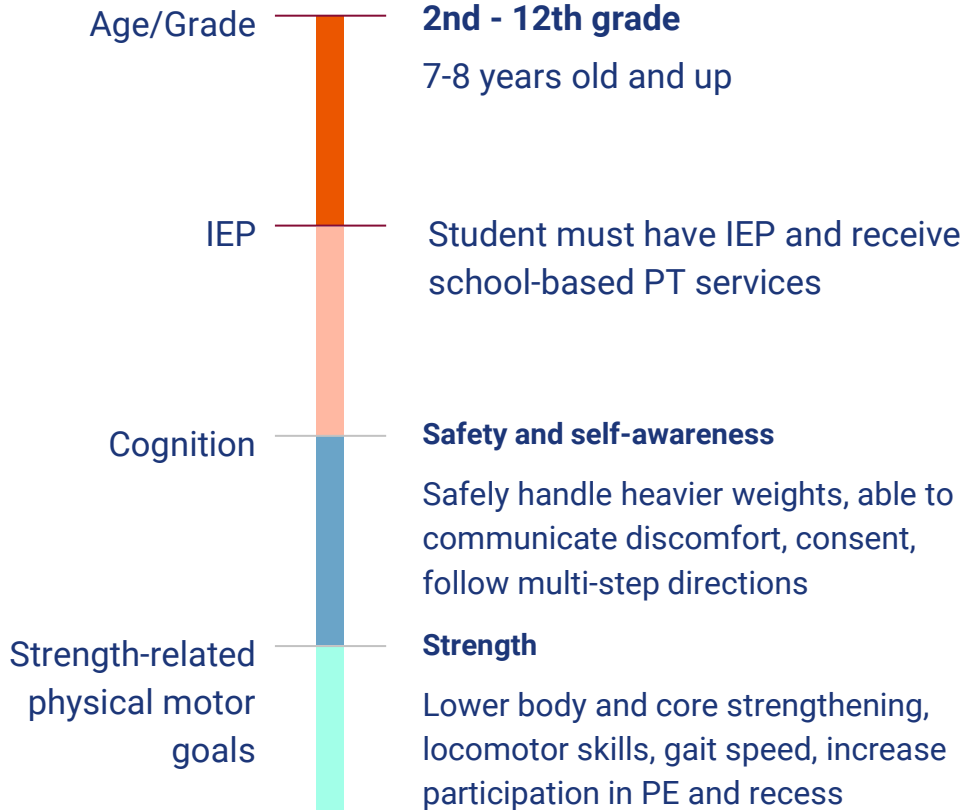 Age/Grade
2nd - 12th grade
7-8 years old and up
IEP
Student must have IEP and receive
school-based PT services
Cognition
Safety and self-awareness
Safely handle heavier weights, able to
communicate discomfort, consent,
follow multi-step directions
Strength-related
physical motor
goals
Strength
Lower body and core strengthening,
locomotor skills, gait speed, increase
participation in PE and recess